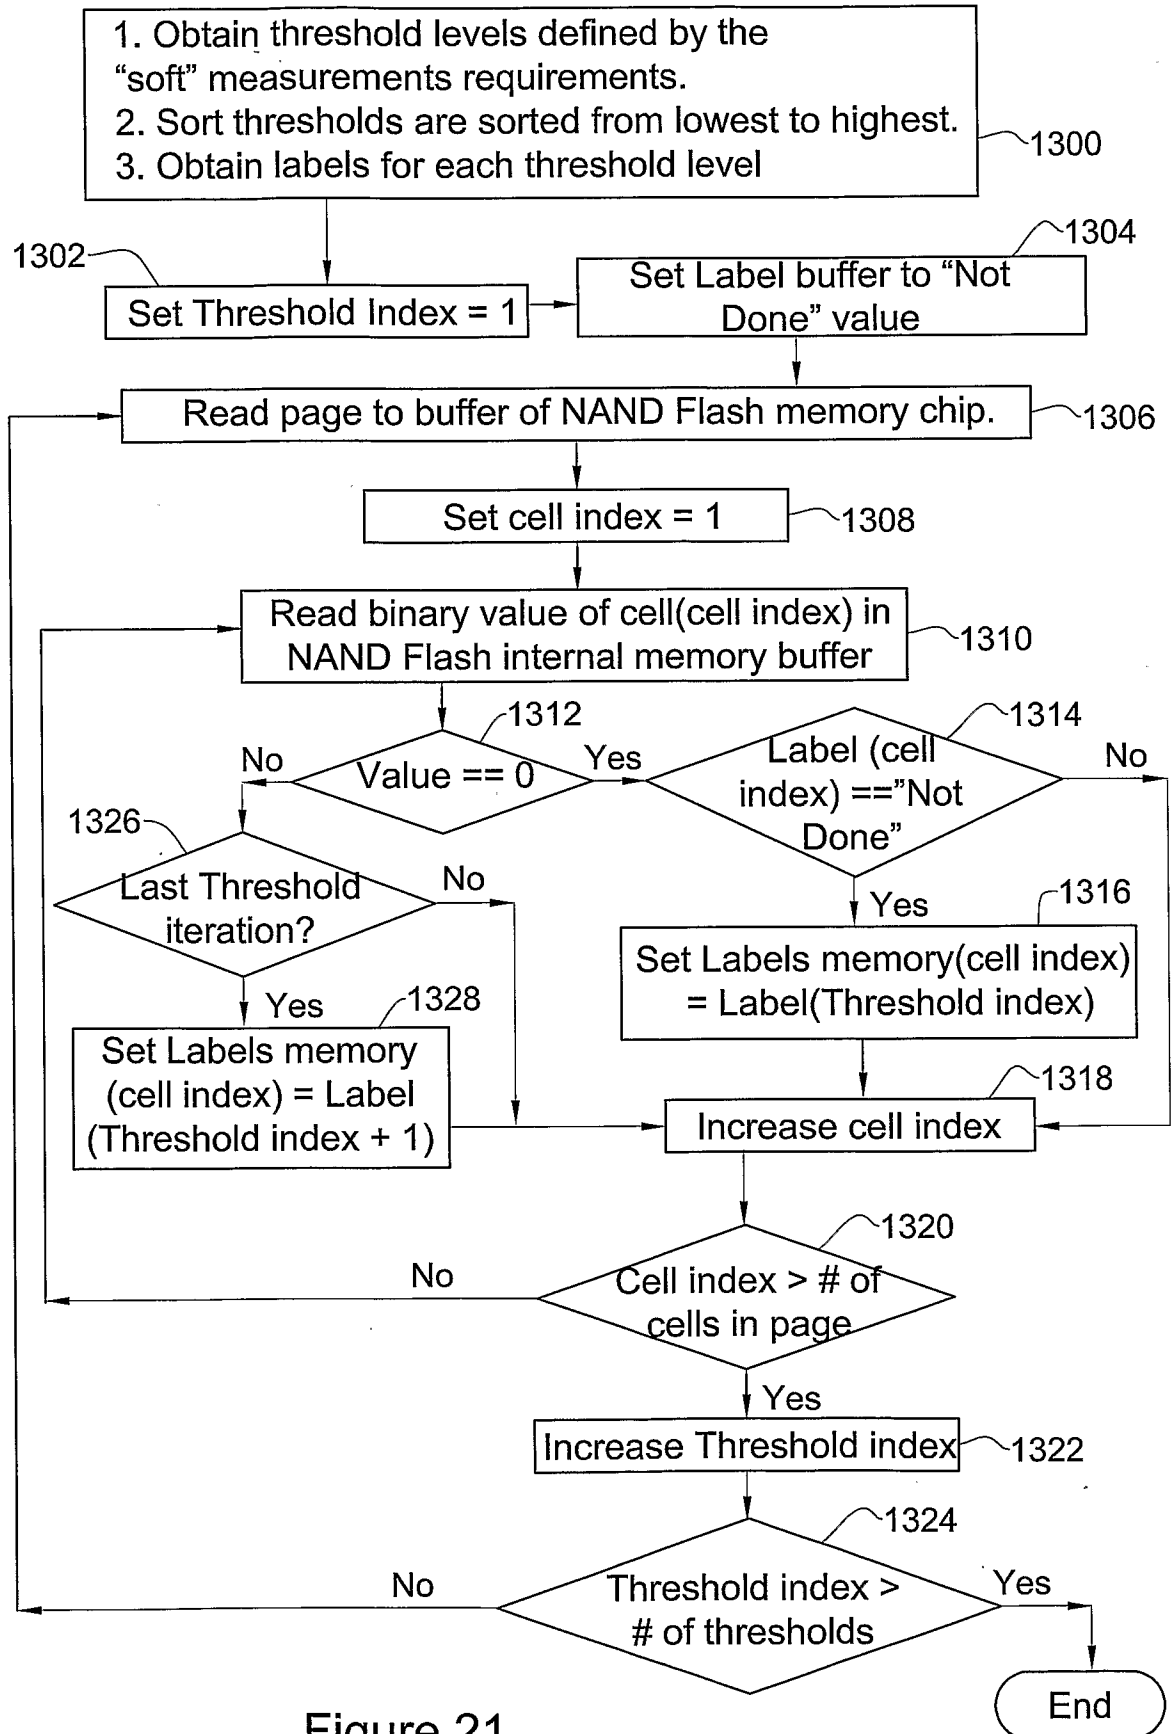 1. Obtain threshold levels defined by the
“soft” measurements requirements.
2. Sort thresholds are sorted from lowest to highest.
3. Obtain labels for each threshold level
1300
1302
1304
Set Threshold Index = 1
Set Label buffer to “Not
Done” value
Read page to buffer of NAND Flash memory chip.
1306
Set cell index = 1
1308
Read binary value of cell(cell index) in
NAND Flash internal memory buffer
1310
1312
1314
No
Value == 0
Yes
Label (cell
index) ==”Not
Done”
No
1326
Last Threshold
iteration?
No
Yes
1316
Set Labels memory(cell index)
= Label(Threshold index)
Yes
1328
Set Labels memory
(cell index) = Label
(Threshold index + 1)
1318
Increase cell index
1320
No
Cell index > # of
cells in page
Yes
Increase Threshold index
1322
1324
No
Threshold index >
# of thresholds
Yes
End
Figure 21